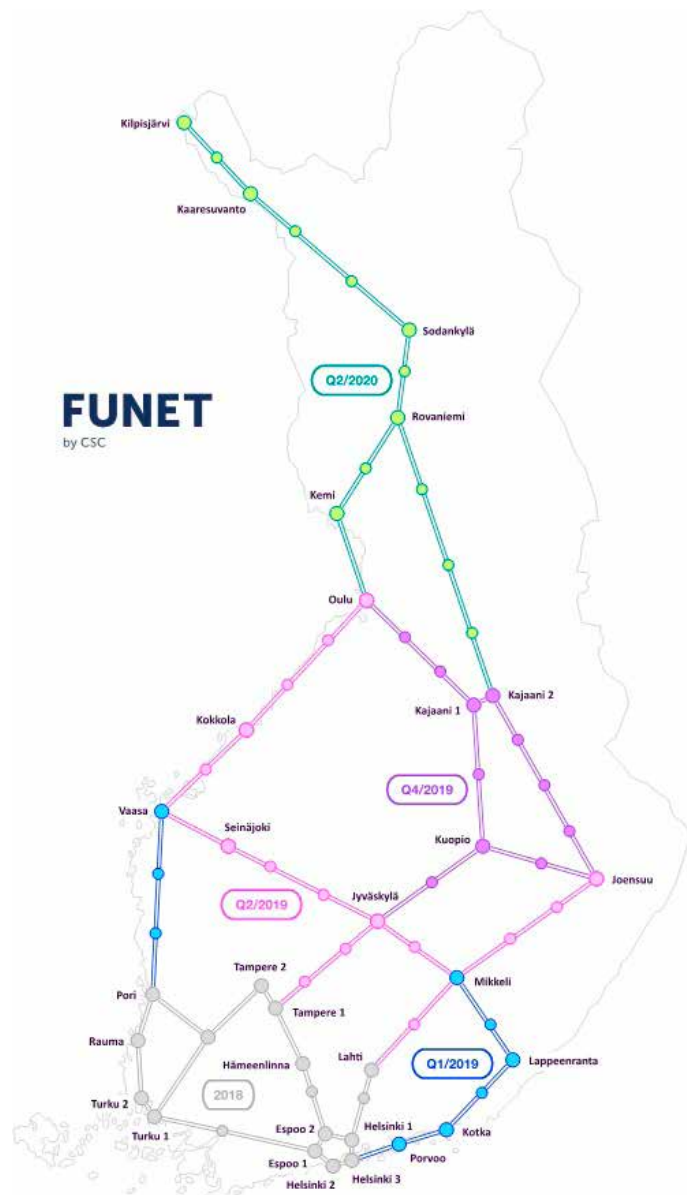 Kilpisjärvi
Kaaresuvanto
Sodankylä
Q2/2020
FUNET
by CSC
Rovaniemi
Kemi
Oulu
Kajaani 2
Kajaani 1
Kokkola
Q4/2019
Vaasa
Seinäjoki
Kuopio
Joensuu
Jyväskylä
Q2/2019
Tampere 2
Mikkeli
Pori
Tampere 1
Rauma
Lahti
Hämeenlinna
Q1/2019
Lappeenranta
2018
Turku 2
Kotka
Espoo 2
Helsinki 1
Turku 1
Porvoo
Espoo 1
Helsinki 3
Helsinki 2